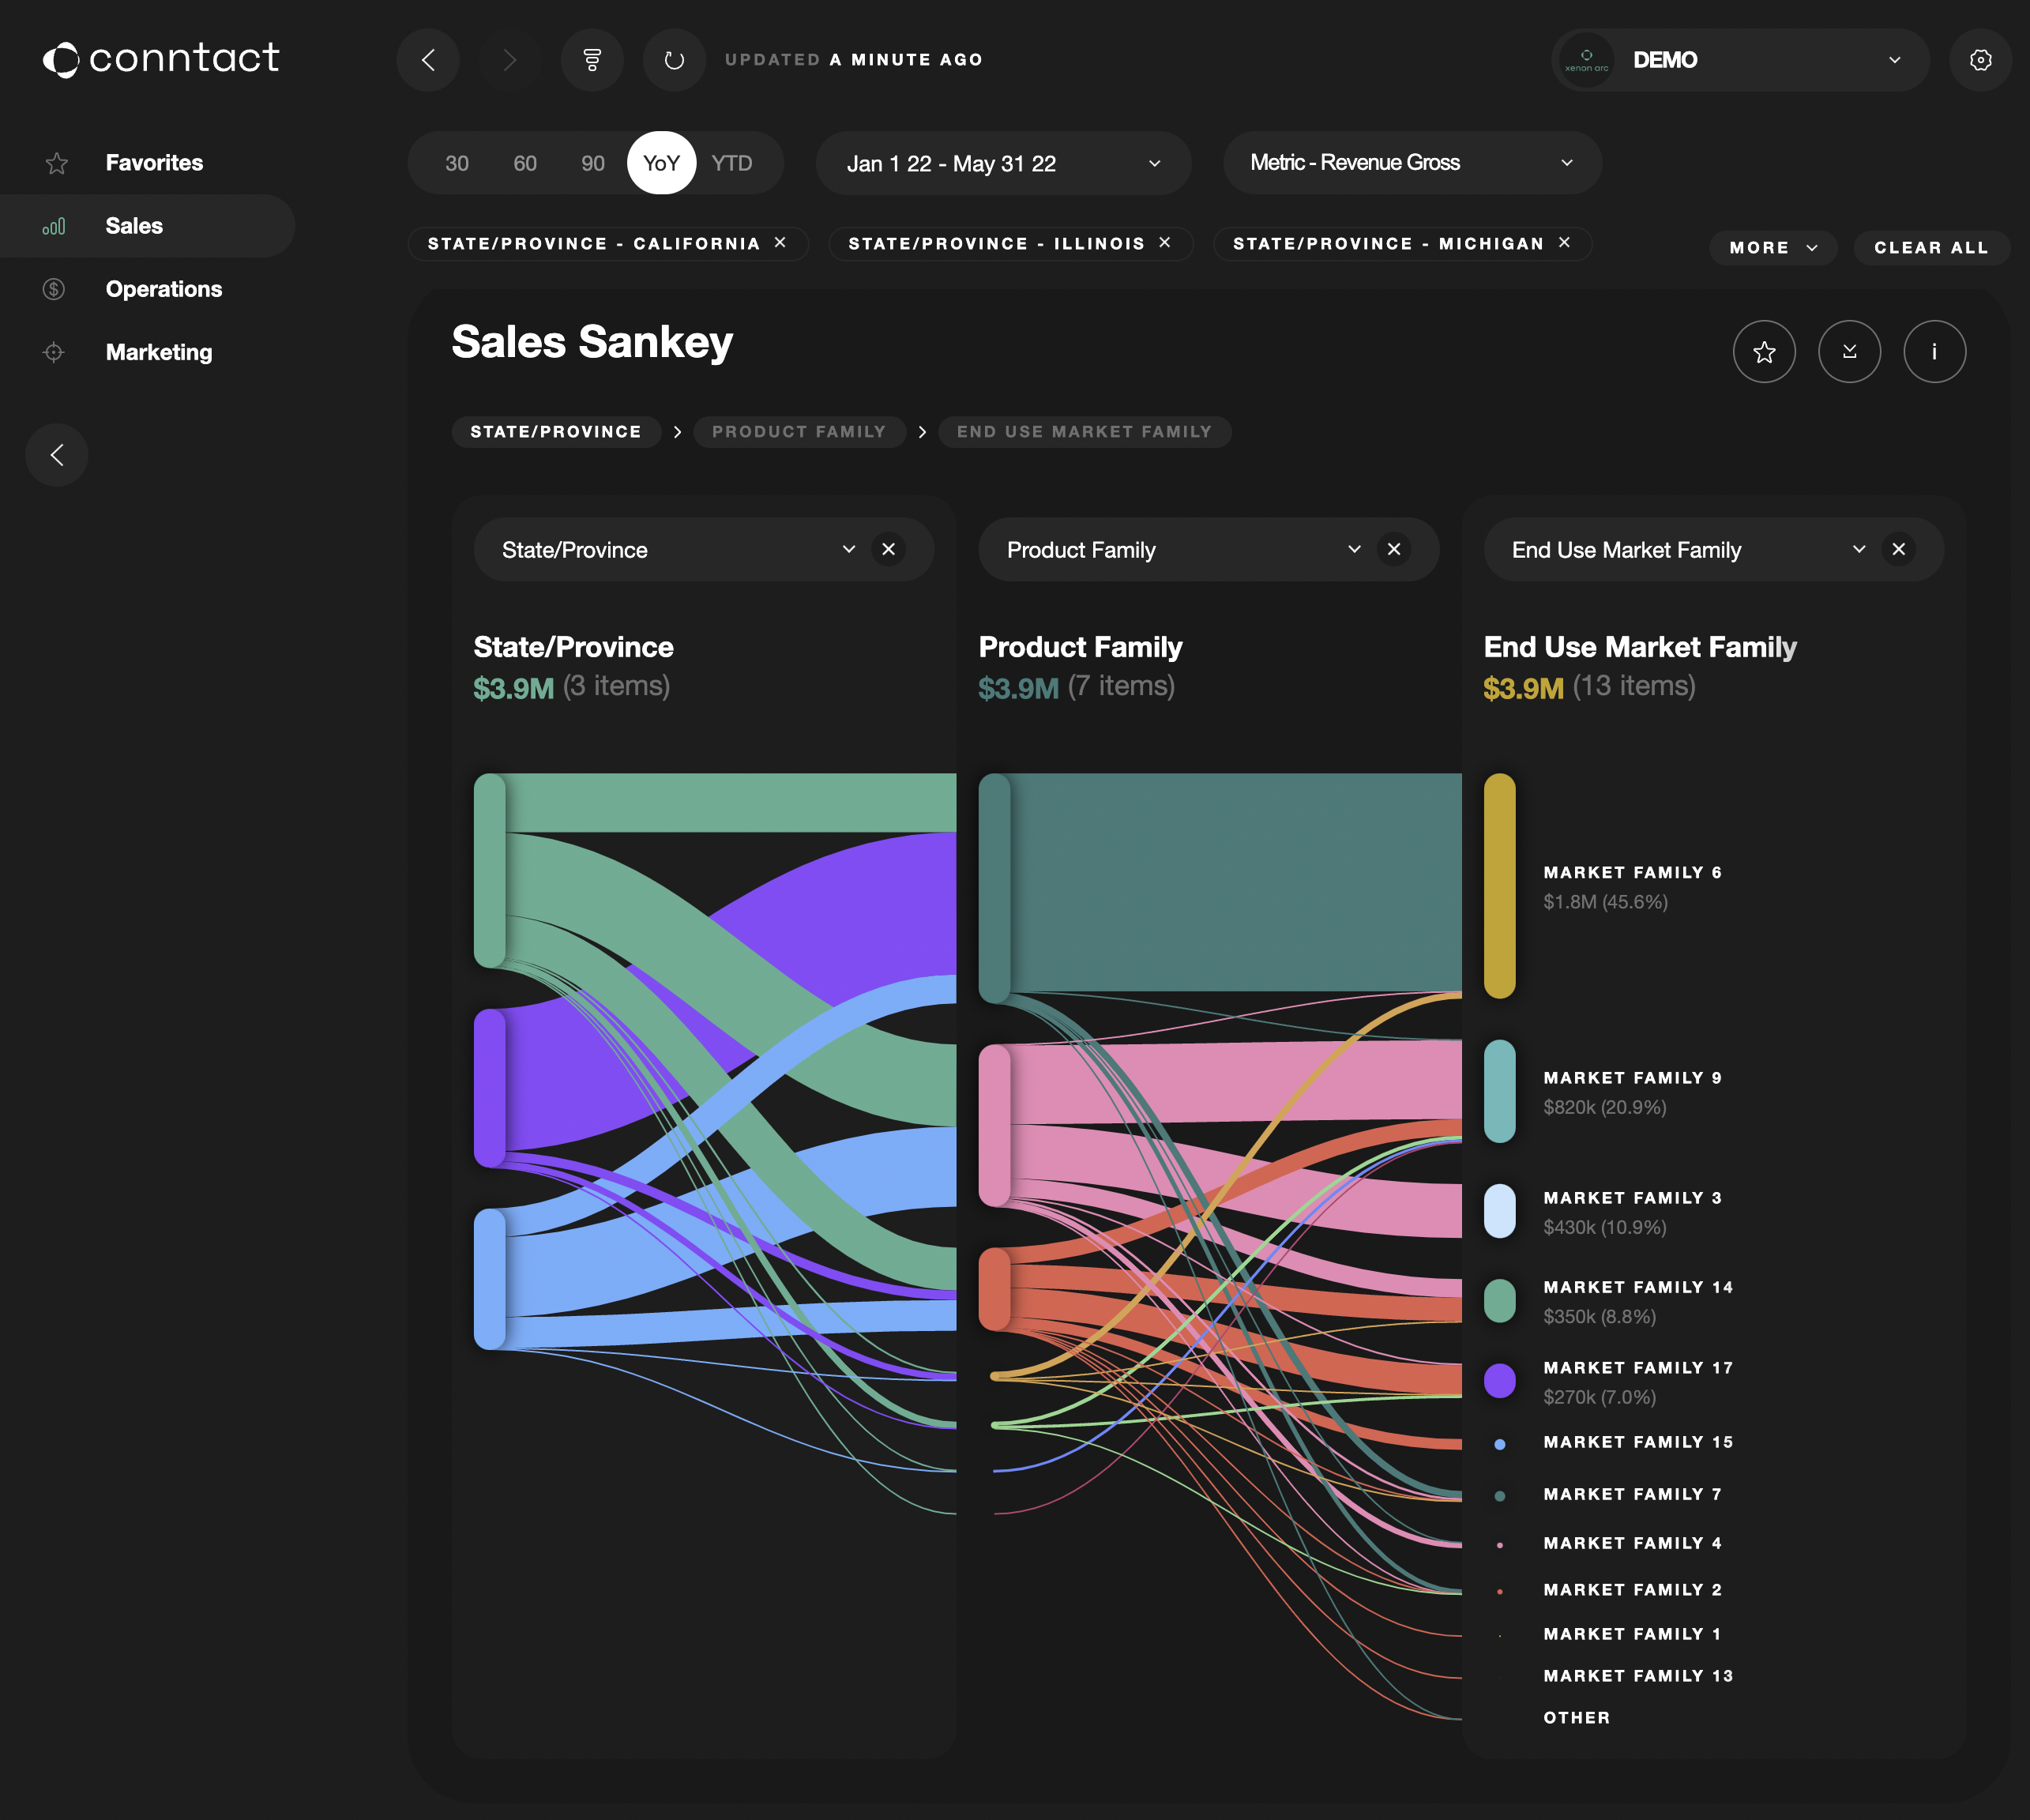 conntact
UPDATED A MINUTE AGO
xenon arc
DEMO
Favorites
Sales
Operations
Marketing
30 60 90 YoY YTD
Jan 1 22 - May 31 22
Metric - Revenue Gross
STATE/PROVINCE - CALIFORNIA ✕
STATE/PROVINCE - ILLINOIS ✕
STATE/PROVINCE - MICHIGAN ✕
MORE
CLEAR ALL
Sales Sankey
i
STATE/PROVINCE > PRODUCT FAMILY > END USE MARKET FAMILY
State/Province
Product Family
End Use Market Family
State/Province
$3.9M (3 items)
Product Family
$3.9M (7 items)
End Use Market Family
$3.9M (13 items)
MARKET FAMILY 6
$1.8M (45.6%)
MARKET FAMILY 9
$820k (20.9%)
MARKET FAMILY 3
$430k (10.9%)
MARKET FAMILY 14
$350k (8.8%)
MARKET FAMILY 17
$270k (7.0%)
MARKET FAMILY 15
MARKET FAMILY 7
MARKET FAMILY 4
MARKET FAMILY 2
MARKET FAMILY 1
MARKET FAMILY 13
OTHER